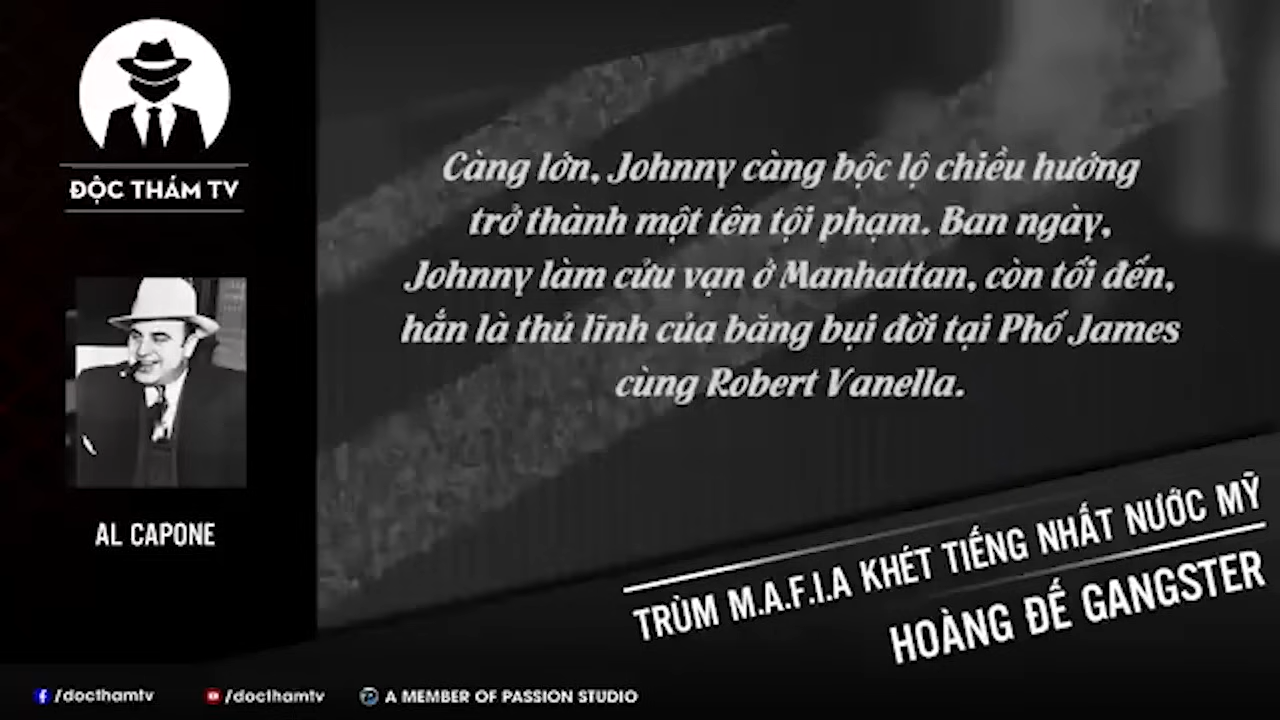 ĐỘC THÁM TV
AL CAPONE
Càng lớn, Johnny càng bộc lộ chiều hướng
trở thành một tên tội phạm. Ban ngày,
Johnny làm cửu vạn ở Manhattan, còn tối đến,
hắn là thủ lĩnh của băng bụi đời tại Phố James
cùng Robert Vanella.
TRÙM M.A.F.I.A KHÉT TIẾNG NHẤT NƯỚC MỸ
HOÀNG ĐẾ GANGSTER
/docthamtv
/docthamtv
A MEMBER OF PASSION STUDIO